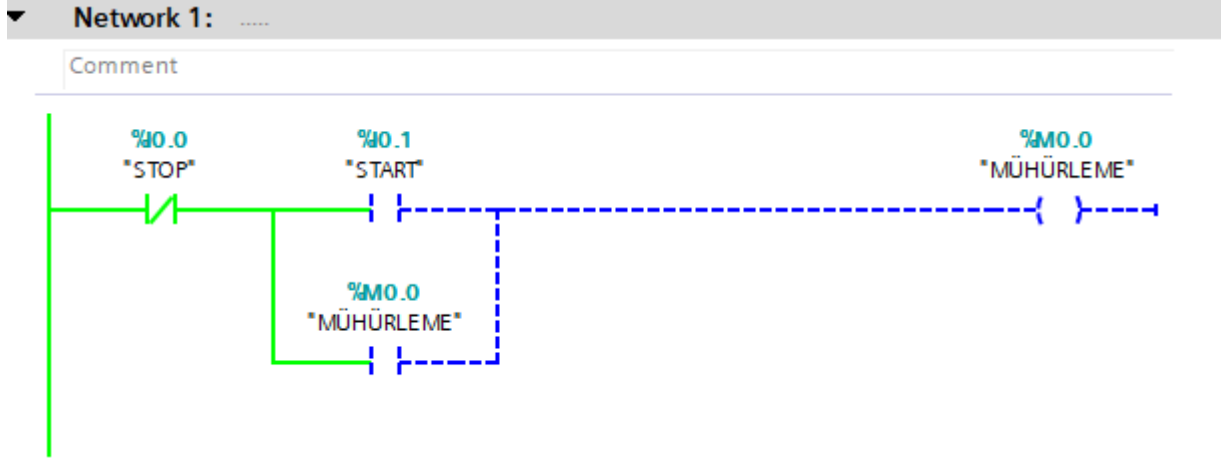 Network 1: .....
Comment
%I0.0
"STOP"
%I0.1
"START"
%M0.0
"MÜHÜRLEME"
%M0.0
"MÜHÜRLEME"